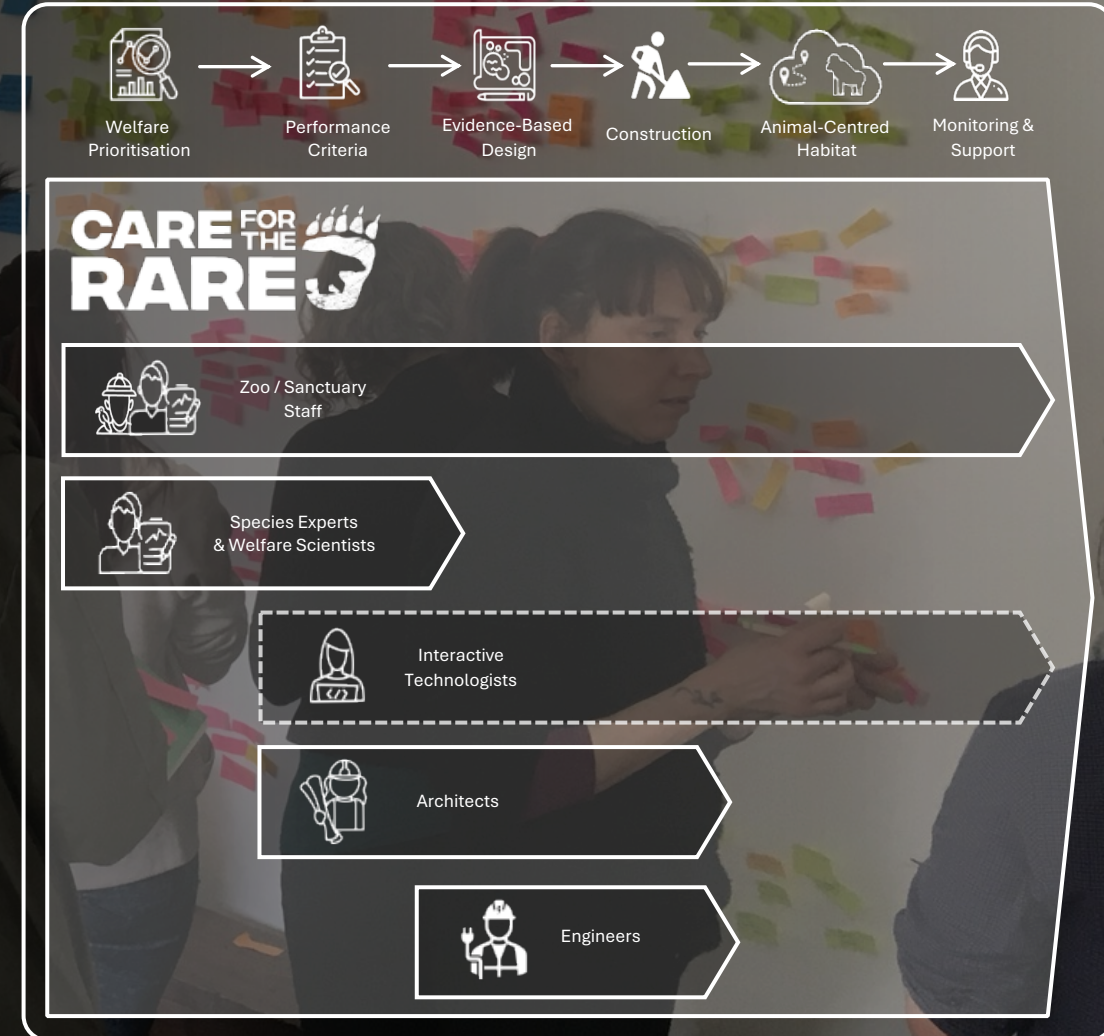 Welfare
Prioritisation
Performance
Criteria
Evidence-Based
Design
Construction
Animal-Centred
Habitat
Monitoring &
Support
CARE FOR THE
RARE
Zoo / Sanctuary
Staff
Species Experts
& Welfare Scientists
Interactive
Technologists
</>
Architects
Engineers